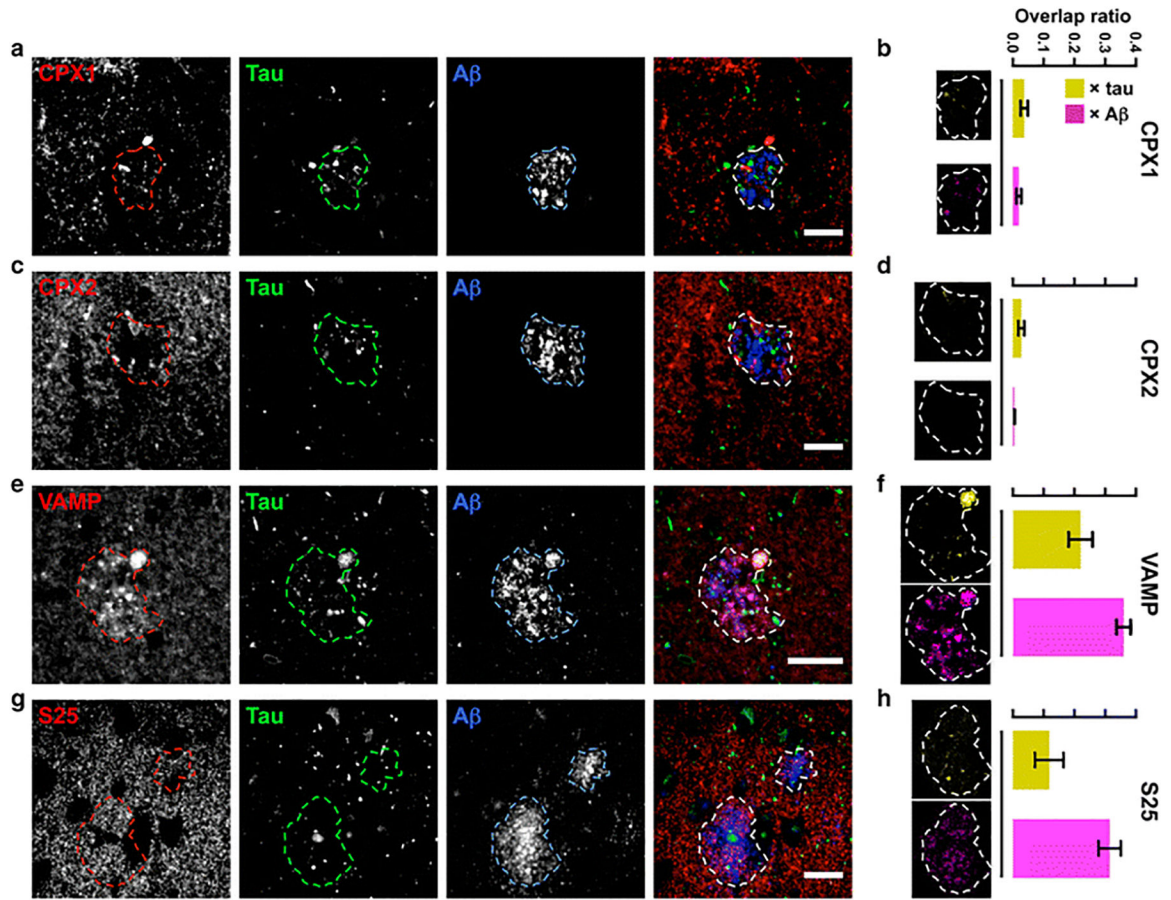 Overlap ratio
0.0 0.1 0.2 0.3 0.4
a
CPX1
Tau
Aβ
b
× tau
× Aβ
CPX1
c
CPX2
Tau
Aβ
d
CPX2
e
VAMP
Tau
Aβ
f
VAMP
g
S25
Tau
Aβ
h
S25